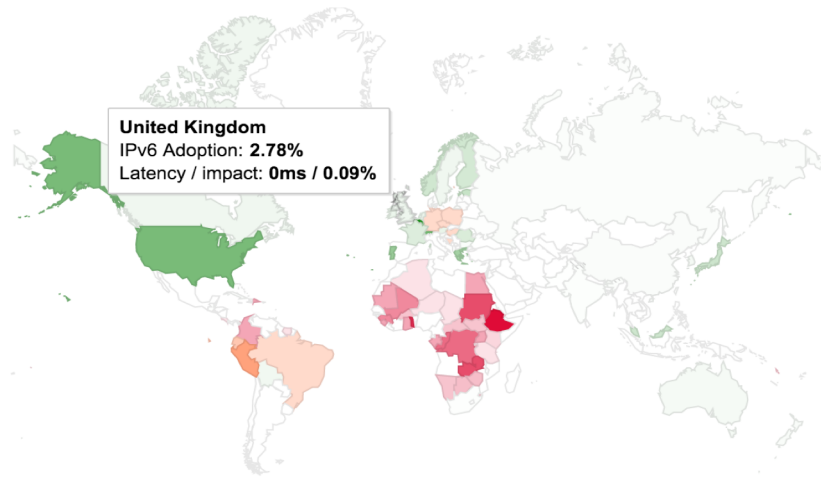 United Kingdom
IPv6 Adoption: 2.78%
Latency / impact: 0ms / 0.09%